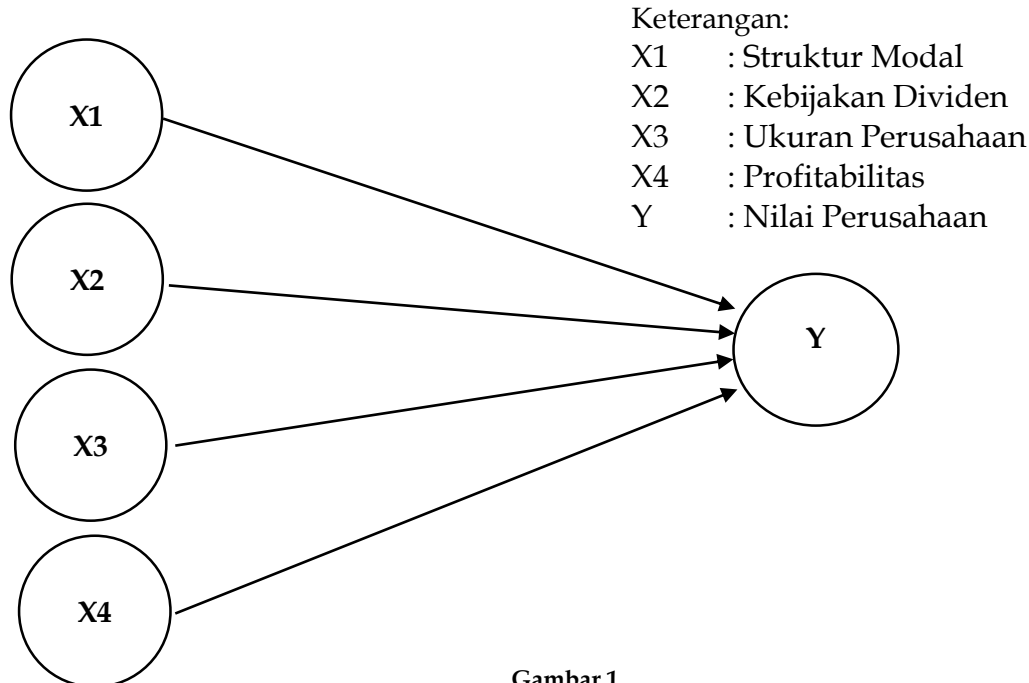 Keterangan:
X1 : Struktur Modal
X2 : Kebijakan Dividen
X3 : Ukuran Perusahaan
X4 : Profitabilitas
Y : Nilai Perusahaan
X1
X2
X3
X4
Y
Gambar 1